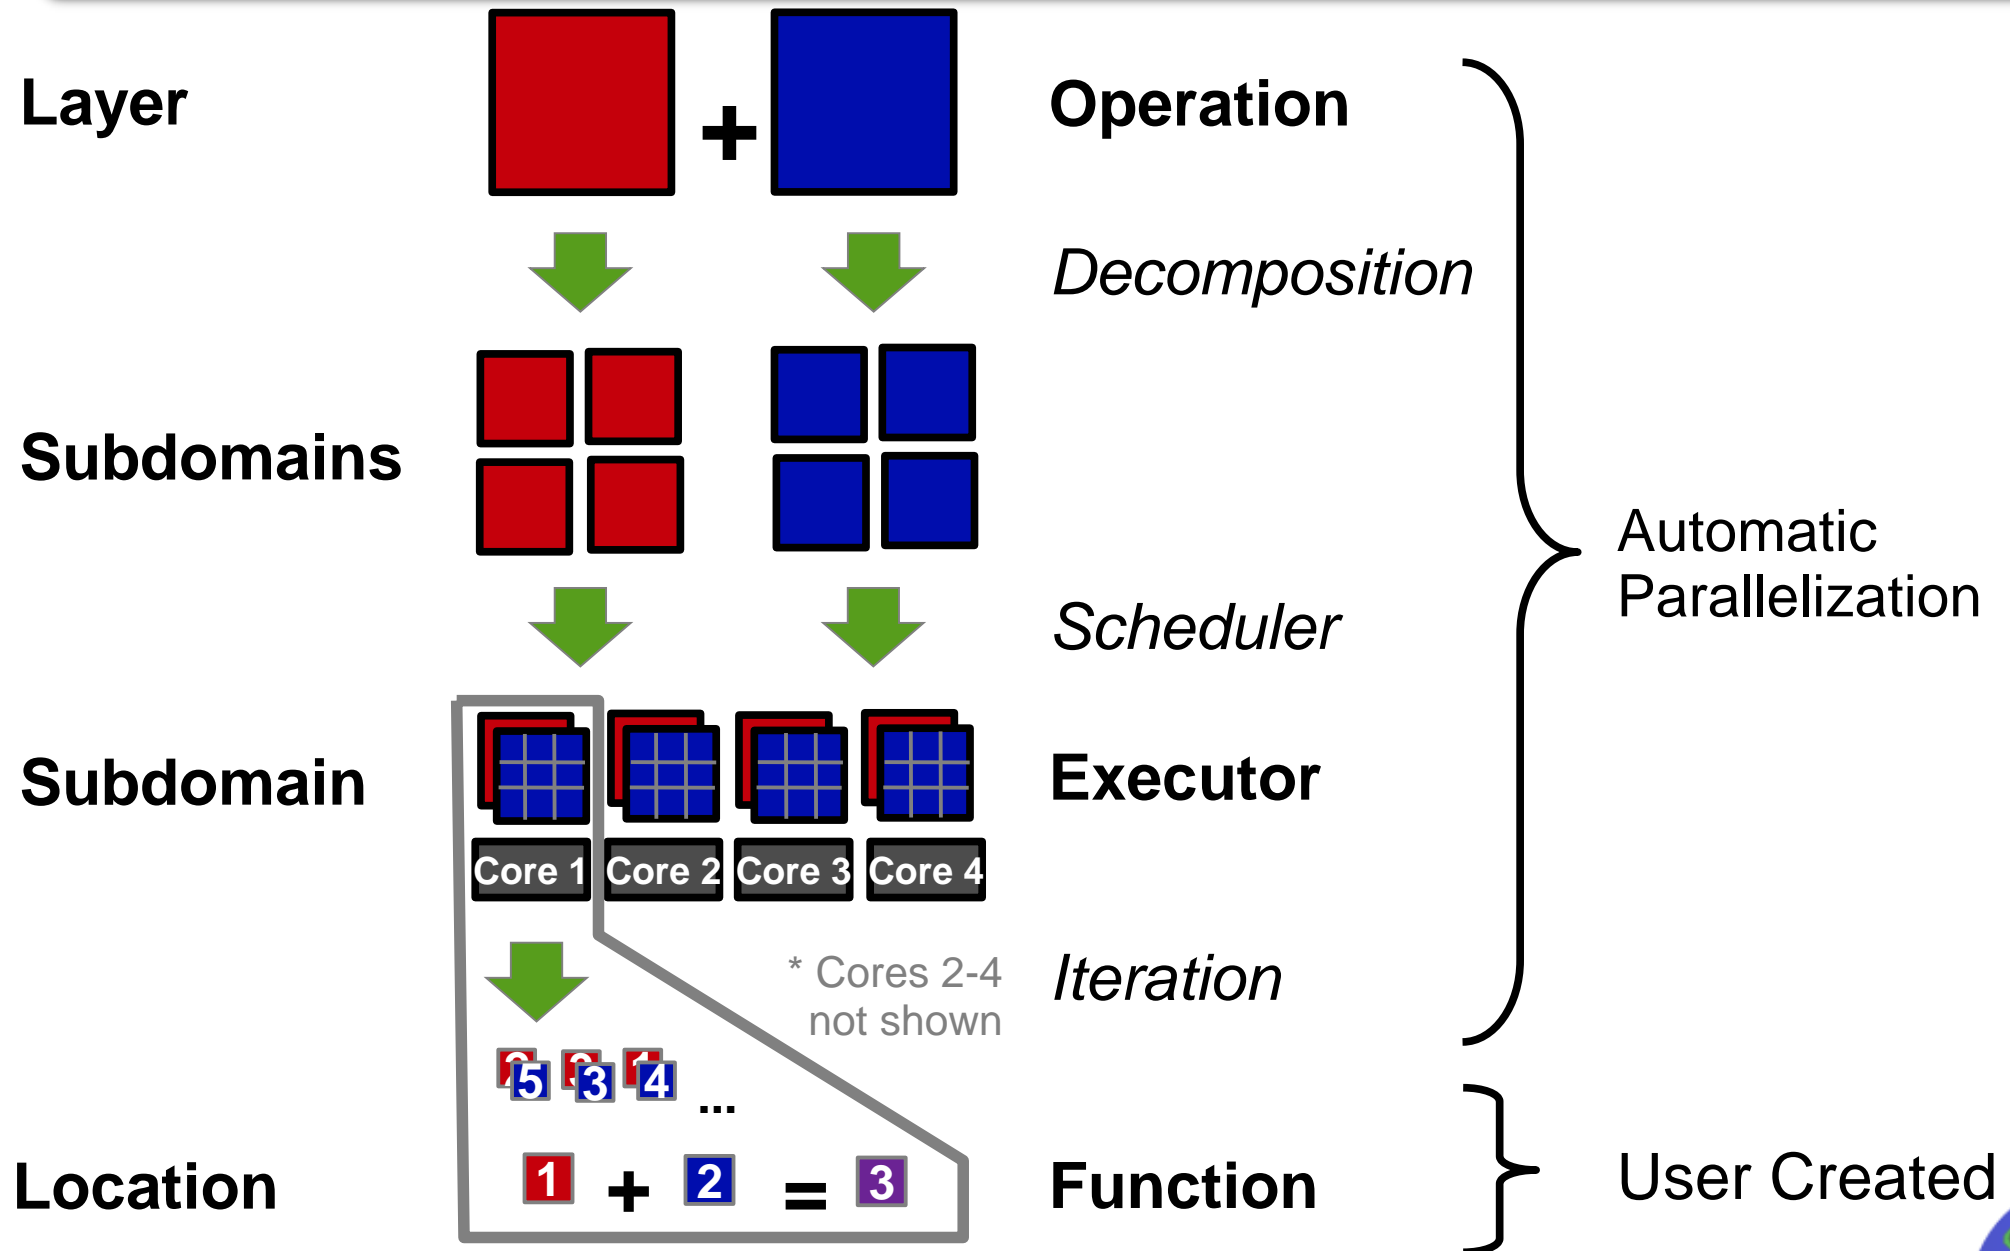 Layer
+
Operation
Decomposition
Subdomains
Automatic
Parallelization
Scheduler
Subdomain
Executor
Core 1 Core 2 Core 3 Core 4
* Cores 2-4
not shown
Iteration
5 3 4
...
Location
1 + 2 = 3
Function
User Created